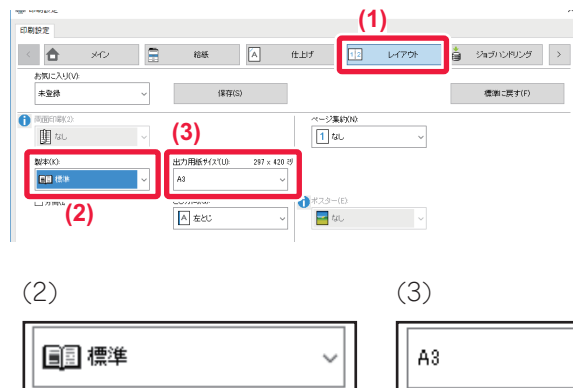 印刷設定
(1)
印刷設定
メイン 給紙 仕上げ レイアウト ジョブハンドリング
お気に入り(V):
未登録 保存(S) 標準に戻す(F)
両面印刷(2): ページ集約(N):
なし (3) 1 なし
製本(K): 出力用紙サイズ(U): 297 x 420 ミリ
標準 A3
(2) ポスター(E):
左とじ なし
(2) (3)
標準 A3